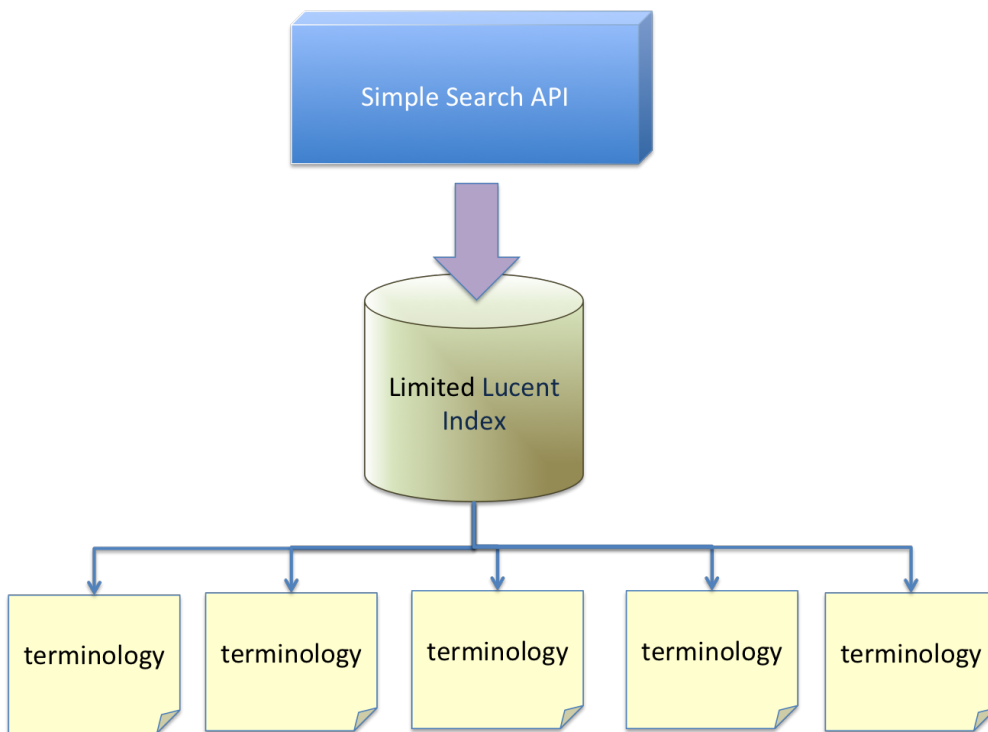 Simple Search API
Limited Lucent
Index
terminology
terminology
terminology
terminology
terminology